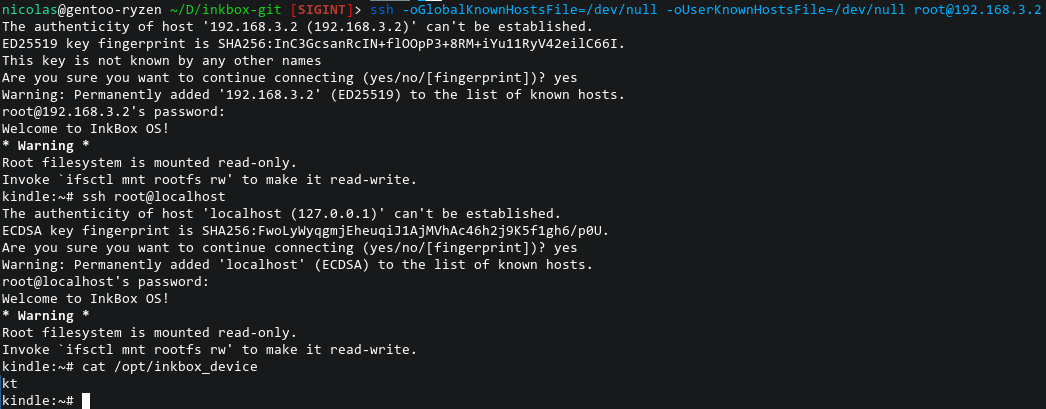 nicolas@gentoo-ryzen ~/D/inkbox-git [SIGINT]> ssh -oGlobalKnownHostsFile=/dev/null -oUserKnownHostsFile=/dev/null root@192.168.3.2
The authenticity of host '192.168.3.2 (192.168.3.2)' can't be established.
ED25519 key fingerprint is SHA256:InC3GcsanRcIN+flOOpP3+8RM+iYu11RyV42eilC66I.
This key is not known by any other names
Are you sure you want to continue connecting (yes/no/[fingerprint])? yes
Warning: Permanently added '192.168.3.2' (ED25519) to the list of known hosts.
root@192.168.3.2's password:
Welcome to InkBox OS!
* Warning *
Root filesystem is mounted read-only.
Invoke `ifsctl mnt rootfs rw' to make it read-write.
kindle:~# ssh root@localhost
The authenticity of host 'localhost (127.0.0.1)' can't be established.
ECDSA key fingerprint is SHA256:FwoLyWyqgmjEheuqiJ1AjMVhAc46h2j9K5f1gh6/p0U.
Are you sure you want to continue connecting (yes/no/[fingerprint])? yes
Warning: Permanently added 'localhost' (ECDSA) to the list of known hosts.
root@localhost's password:
Welcome to InkBox OS!
* Warning *
Root filesystem is mounted read-only.
Invoke `ifsctl mnt rootfs rw' to make it read-write.
kindle:~# cat /opt/inkbox_device
kt
kindle:~#